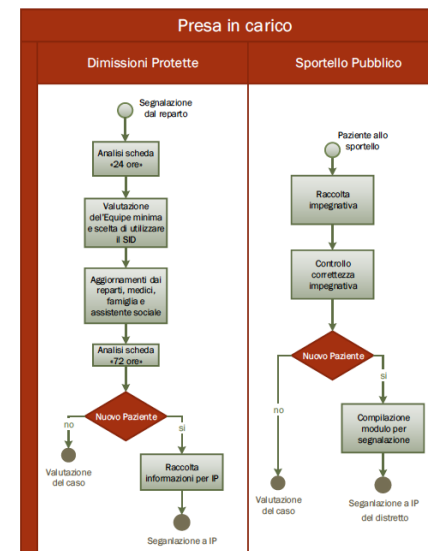 Presa in carico
Dimissioni Protette
Sportello Pubblico
Segnalazione
dal reparto
Analisi scheda
«24 ore»
Valutazione
del'Equipe minima
e scelta di utilizzare
il SID
Aggiornamenti dai
reparti, medici,
famiglia e
assistente sociale
Analisi scheda
«72 ore»
Nuovo Paziente
no
si
Valutazione
del caso
Raccolta
informazioni per IP
Seganlazione a IP
Paziente allo
sportello
Raccolta
impegnativa
Controllo
correttezza
impegnativa
Nuovo Paziente
no
si
Compilazione
modulo per
segnalazione
Valutazione
del caso
Seganlazione a IP
del distretto